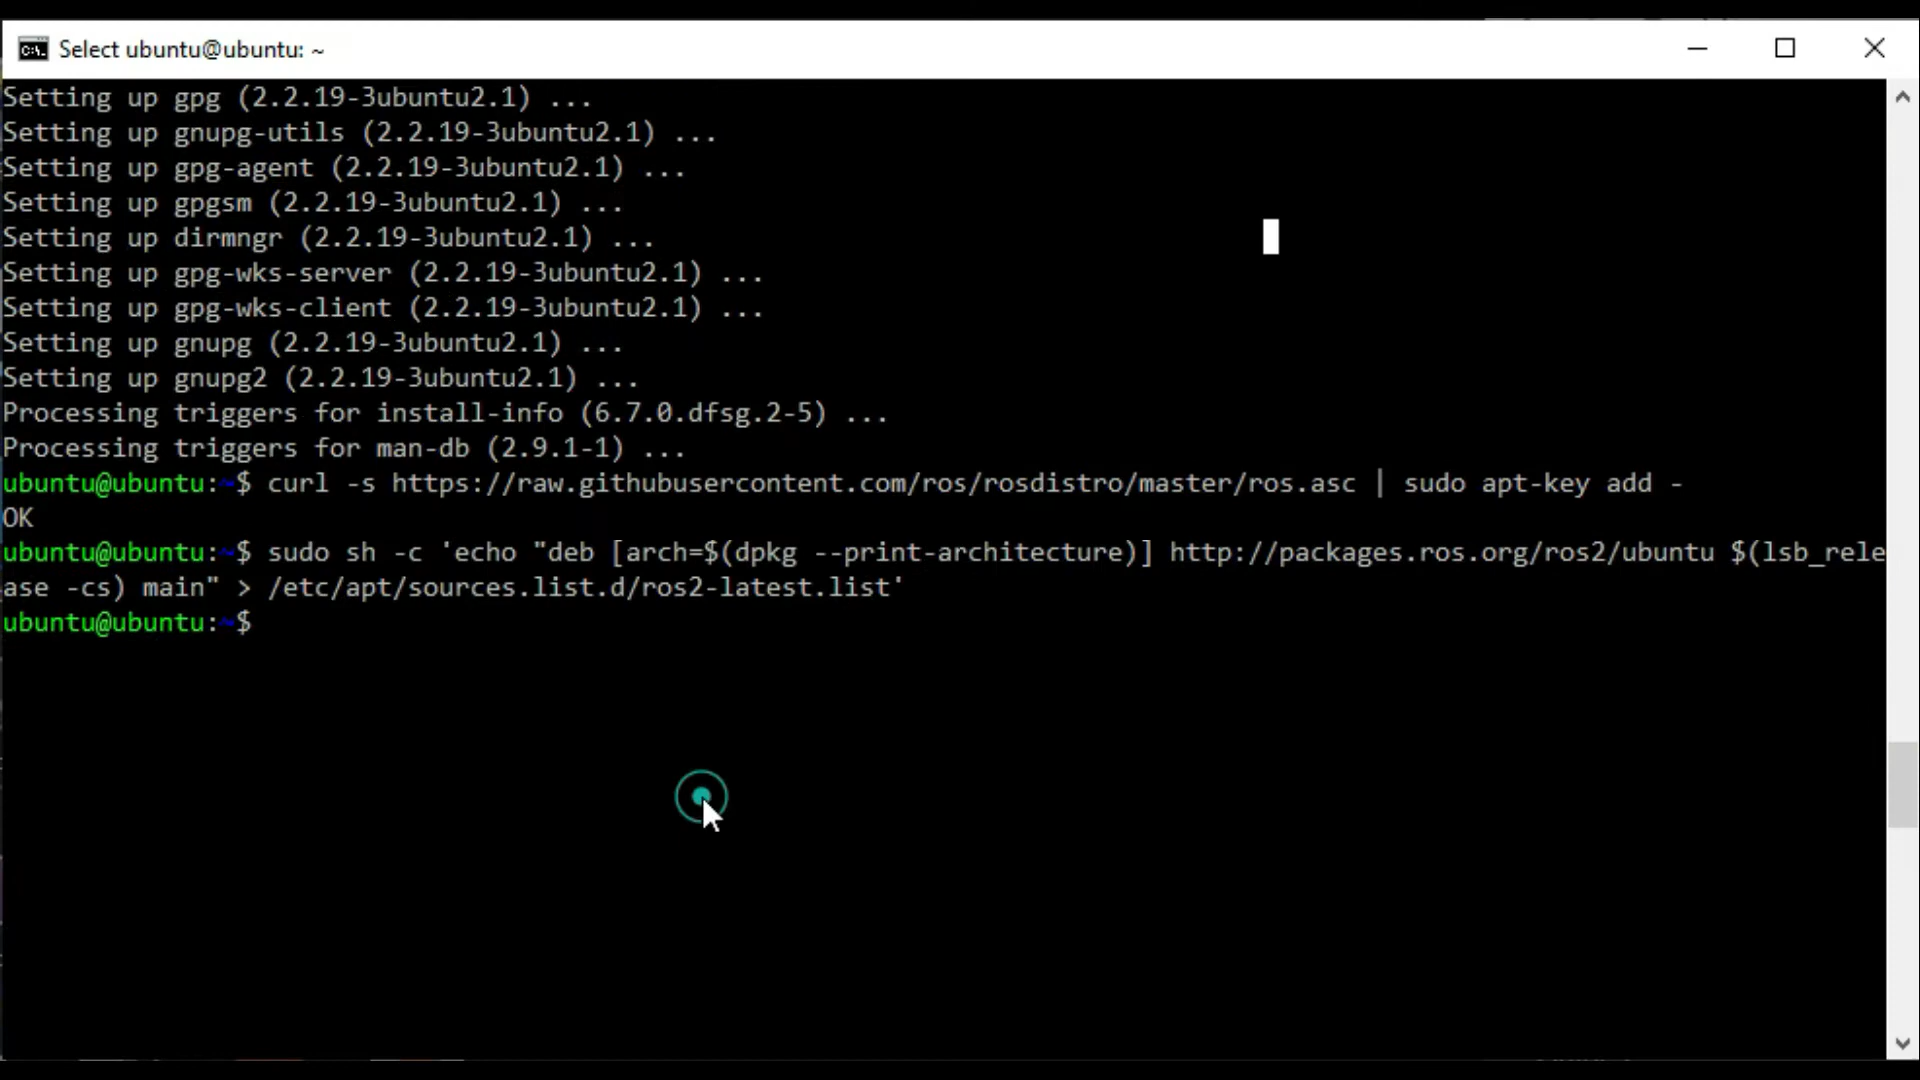 Select ubuntu@ubuntu: ~
Setting up gpg (2.2.19-3ubuntu2.1) ...
Setting up gnupg-utils (2.2.19-3ubuntu2.1) ...
Setting up gpg-agent (2.2.19-3ubuntu2.1) ...
Setting up gpgsm (2.2.19-3ubuntu2.1) ...
Setting up dirmngr (2.2.19-3ubuntu2.1) ...
Setting up gpg-wks-server (2.2.19-3ubuntu2.1) ...
Setting up gpg-wks-client (2.2.19-3ubuntu2.1) ...
Setting up gnupg (2.2.19-3ubuntu2.1) ...
Setting up gnupg2 (2.2.19-3ubuntu2.1) ...
Processing triggers for install-info (6.7.0.dfsg.2-5) ...
Processing triggers for man-db (2.9.1-1) ...
ubuntu@ubuntu:~$ curl -s https://raw.githubusercontent.com/ros/rosdistro/master/ros.asc | sudo apt-key add -
OK
ubuntu@ubuntu:~$ sudo sh -c 'echo "deb [arch=$(dpkg --print-architecture)] http://packages.ros.org/ros2/ubuntu $(lsb_rele
ase -cs) main" > /etc/apt/sources.list.d/ros2-latest.list'
ubuntu@ubuntu:~$